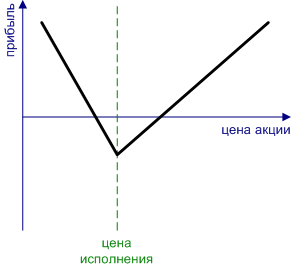 прибыль
цена акции
цена
исполнения